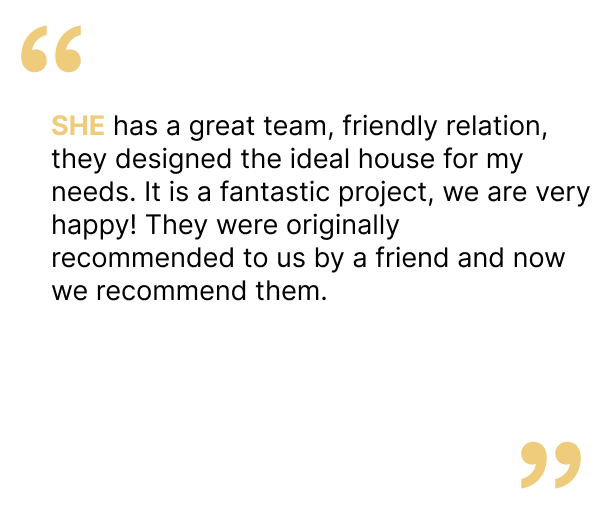 “
SHE has a great team, friendly relation,
they designed the ideal house for my
needs. It is a fantastic project, we are very
happy! They were originally
recommended to us by a friend and now
we recommend them.
”